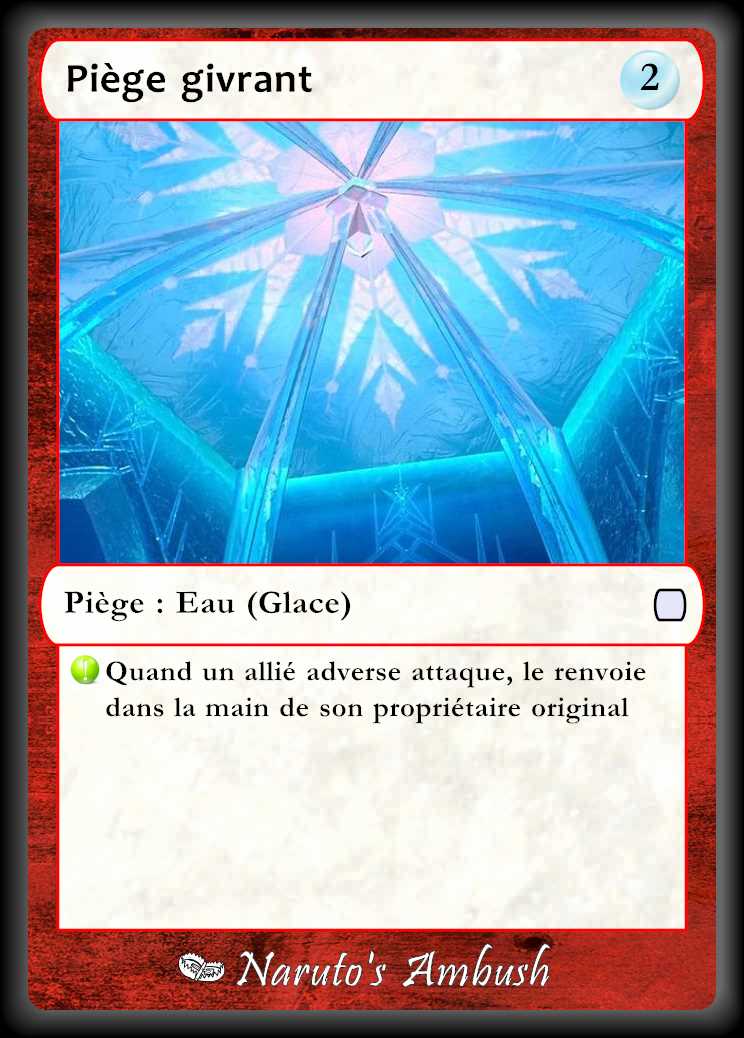 Piège givrant
2
Piège : Eau (Glace)
Quand un allié adverse attaque, le renvoie
dans la main de son propriétaire original
Naruto's Ambush